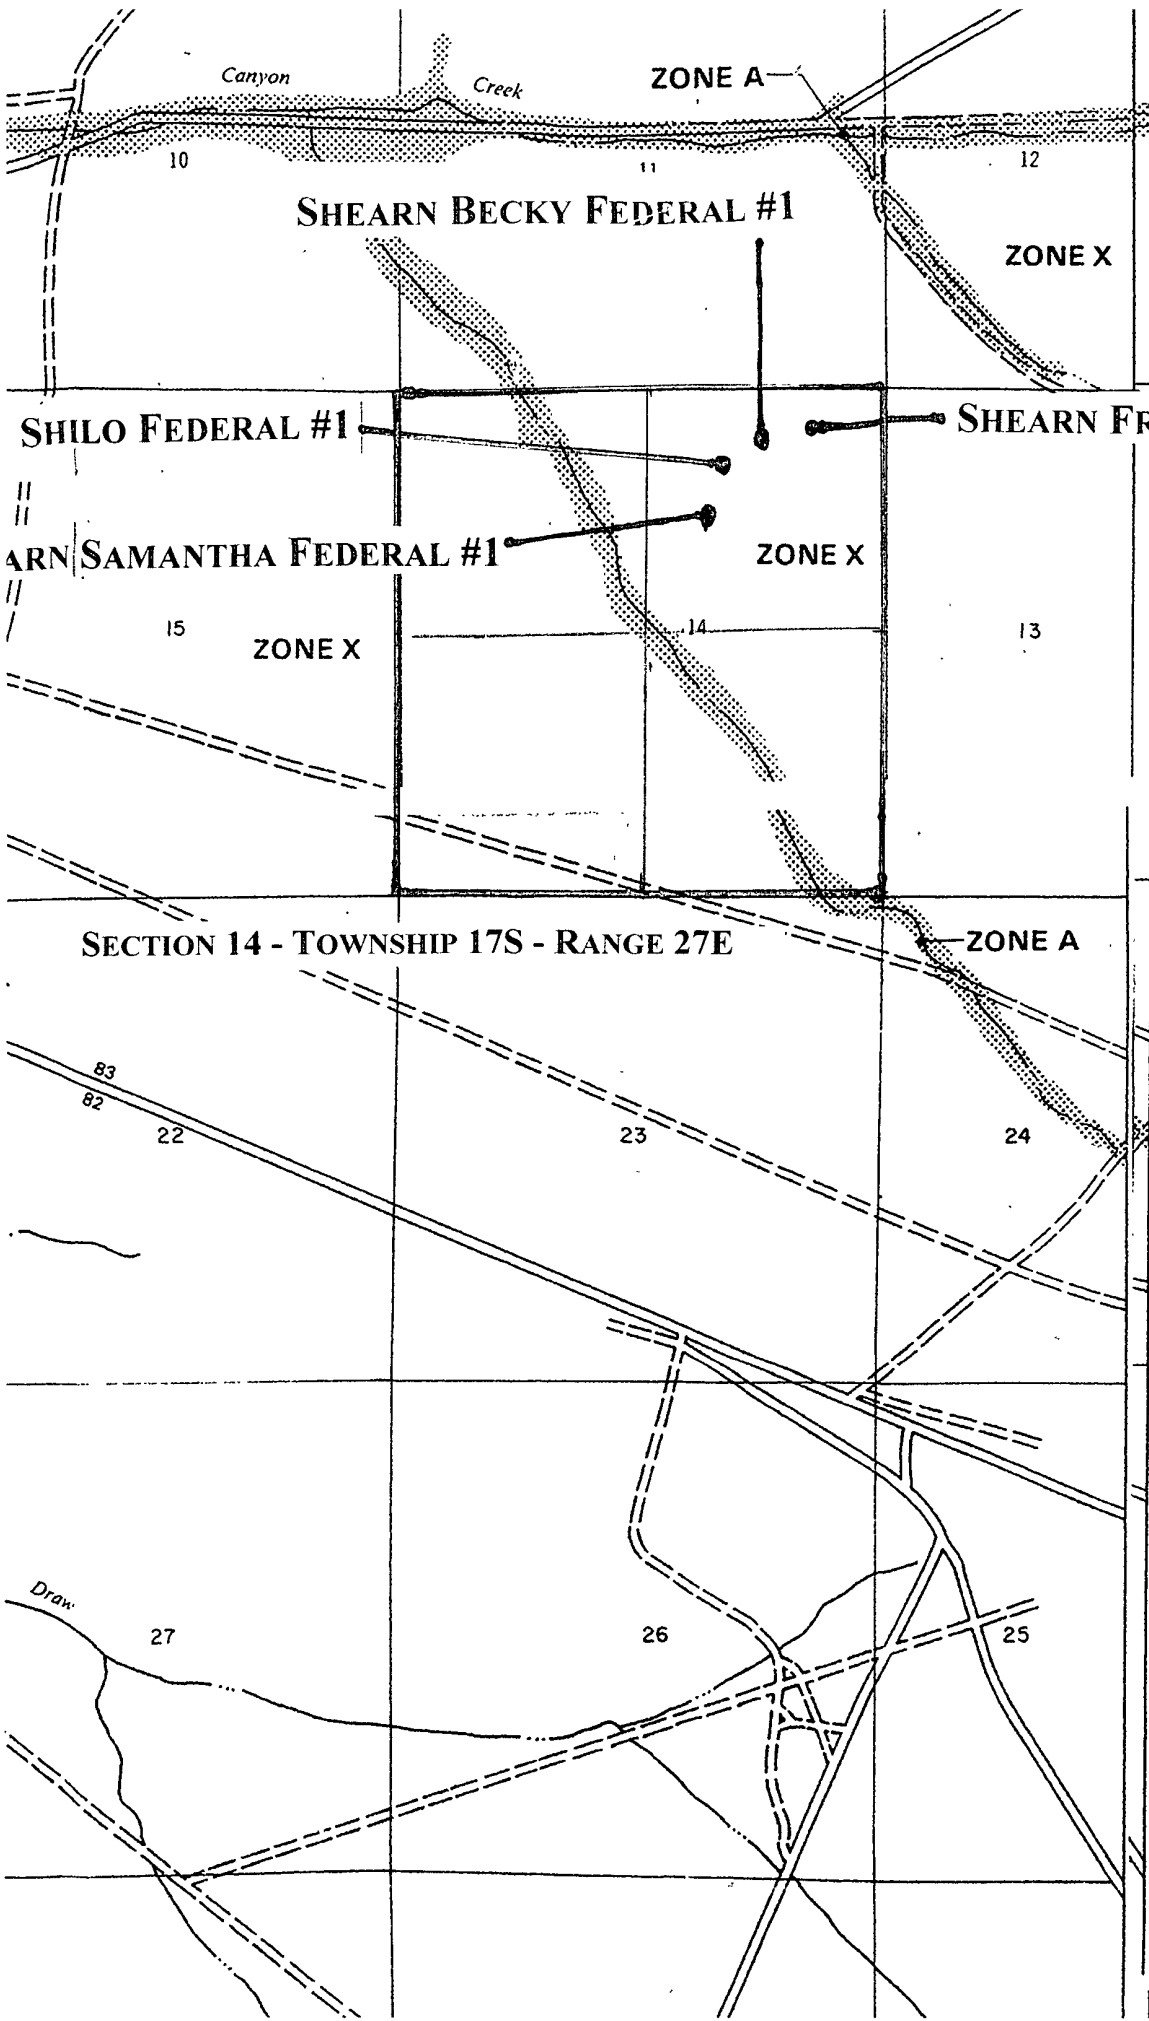 Canyon
Creek
ZONE A
10
11
12
SHEARN BECKY FEDERAL #1
ZONE X
SHILO FEDERAL #1
SHEARN FR
ARN SAMANTHA FEDERAL #1
ZONE X
15
ZONE X
14
13
SECTION 14 - TOWNSHIP 17S - RANGE 27E
ZONE A
83
82
22
23
24
Draw
27
26
25